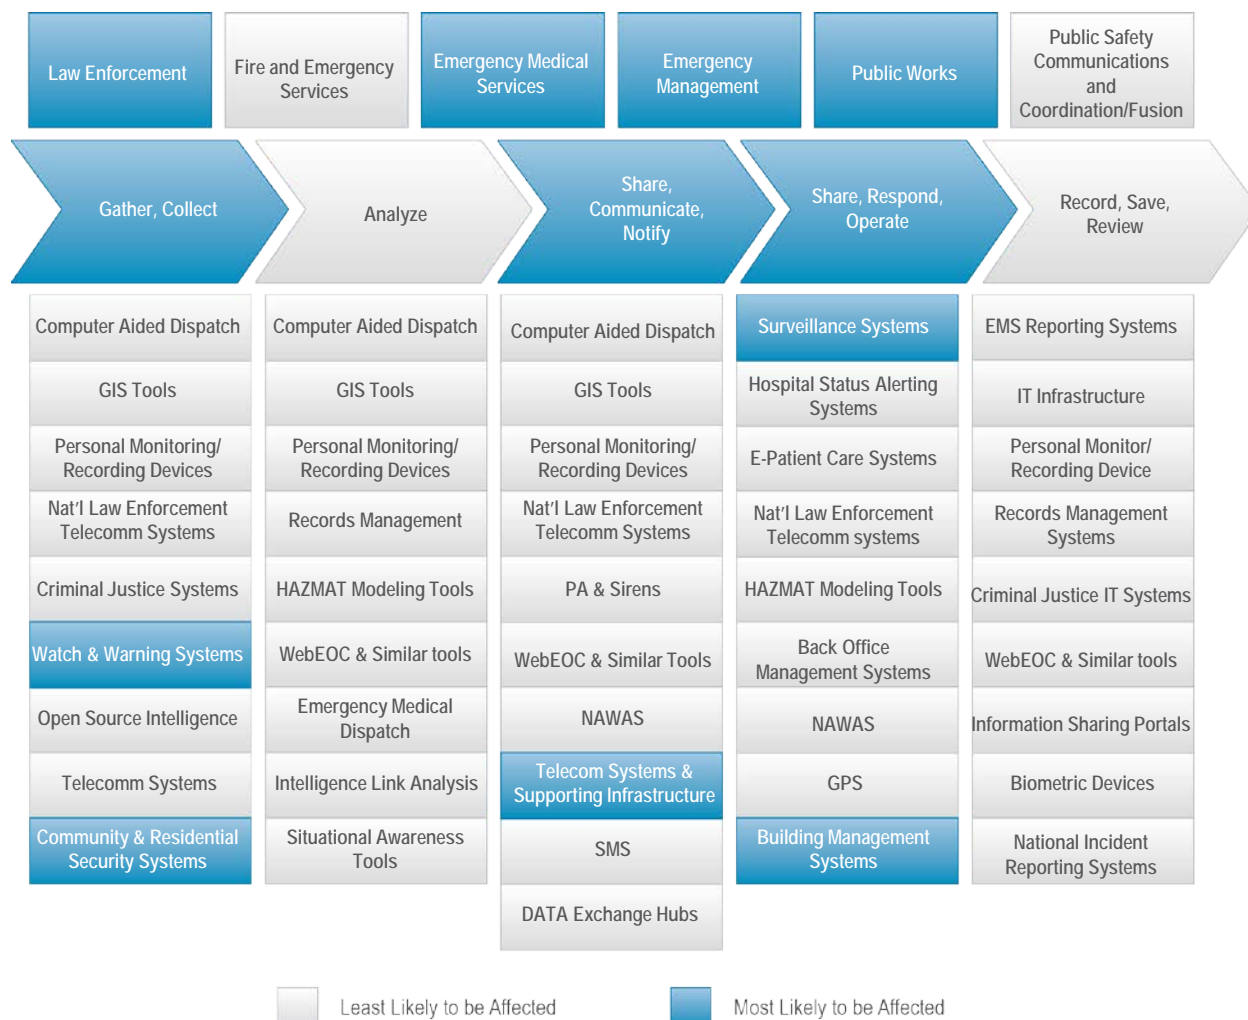 Law Enforcement
Fire and Emergency
Services
Emergency Medical
Services
Emergency
Management
Public Works
Public Safety
Communications
and
Coordination/Fusion
Gather, Collect
Analyze
Share,
Communicate,
Notify
Share, Respond,
Operate
Record, Save,
Review
Computer Aided Dispatch
GIS Tools
Personal Monitoring/
Recording Devices
Nat'l Law Enforcement
Telecomm Systems
Criminal Justice Systems
Watch & Warning Systems
Open Source Intelligence
Telecomm Systems
Community & Residential
Security Systems
Computer Aided Dispatch
GIS Tools
Personal Monitoring/
Recording Devices
Records Management
HAZMAT Modeling Tools
WebEOC & Similar tools
Emergency Medical
Dispatch
Intelligence Link Analysis
Situational Awareness
Tools
Computer Aided Dispatch
GIS Tools
Personal Monitoring/
Recording Devices
Nat'l Law Enforcement
Telecomm Systems
PA & Sirens
WebEOC & Similar Tools
NAWAS
Telecom Systems &
Supporting Infrastructure
SMS
DATA Exchange Hubs
Surveillance Systems
Hospital Status Alerting
Systems
E-Patient Care Systems
Nat'l Law Enforcement
Telecomm systems
HAZMAT Modeling Tools
Back Office
Management Systems
NAWAS
GPS
Building Management
Systems
EMS Reporting Systems
IT Infrastructure
Personal Monitor/
Recording Device
Records Management
Systems
Criminal Justice IT Systems
WebEOC & Similar tools
Information Sharing Portals
Biometric Devices
National Incident
Reporting Systems
Least Likely to be Affected
Most Likely to be Affected